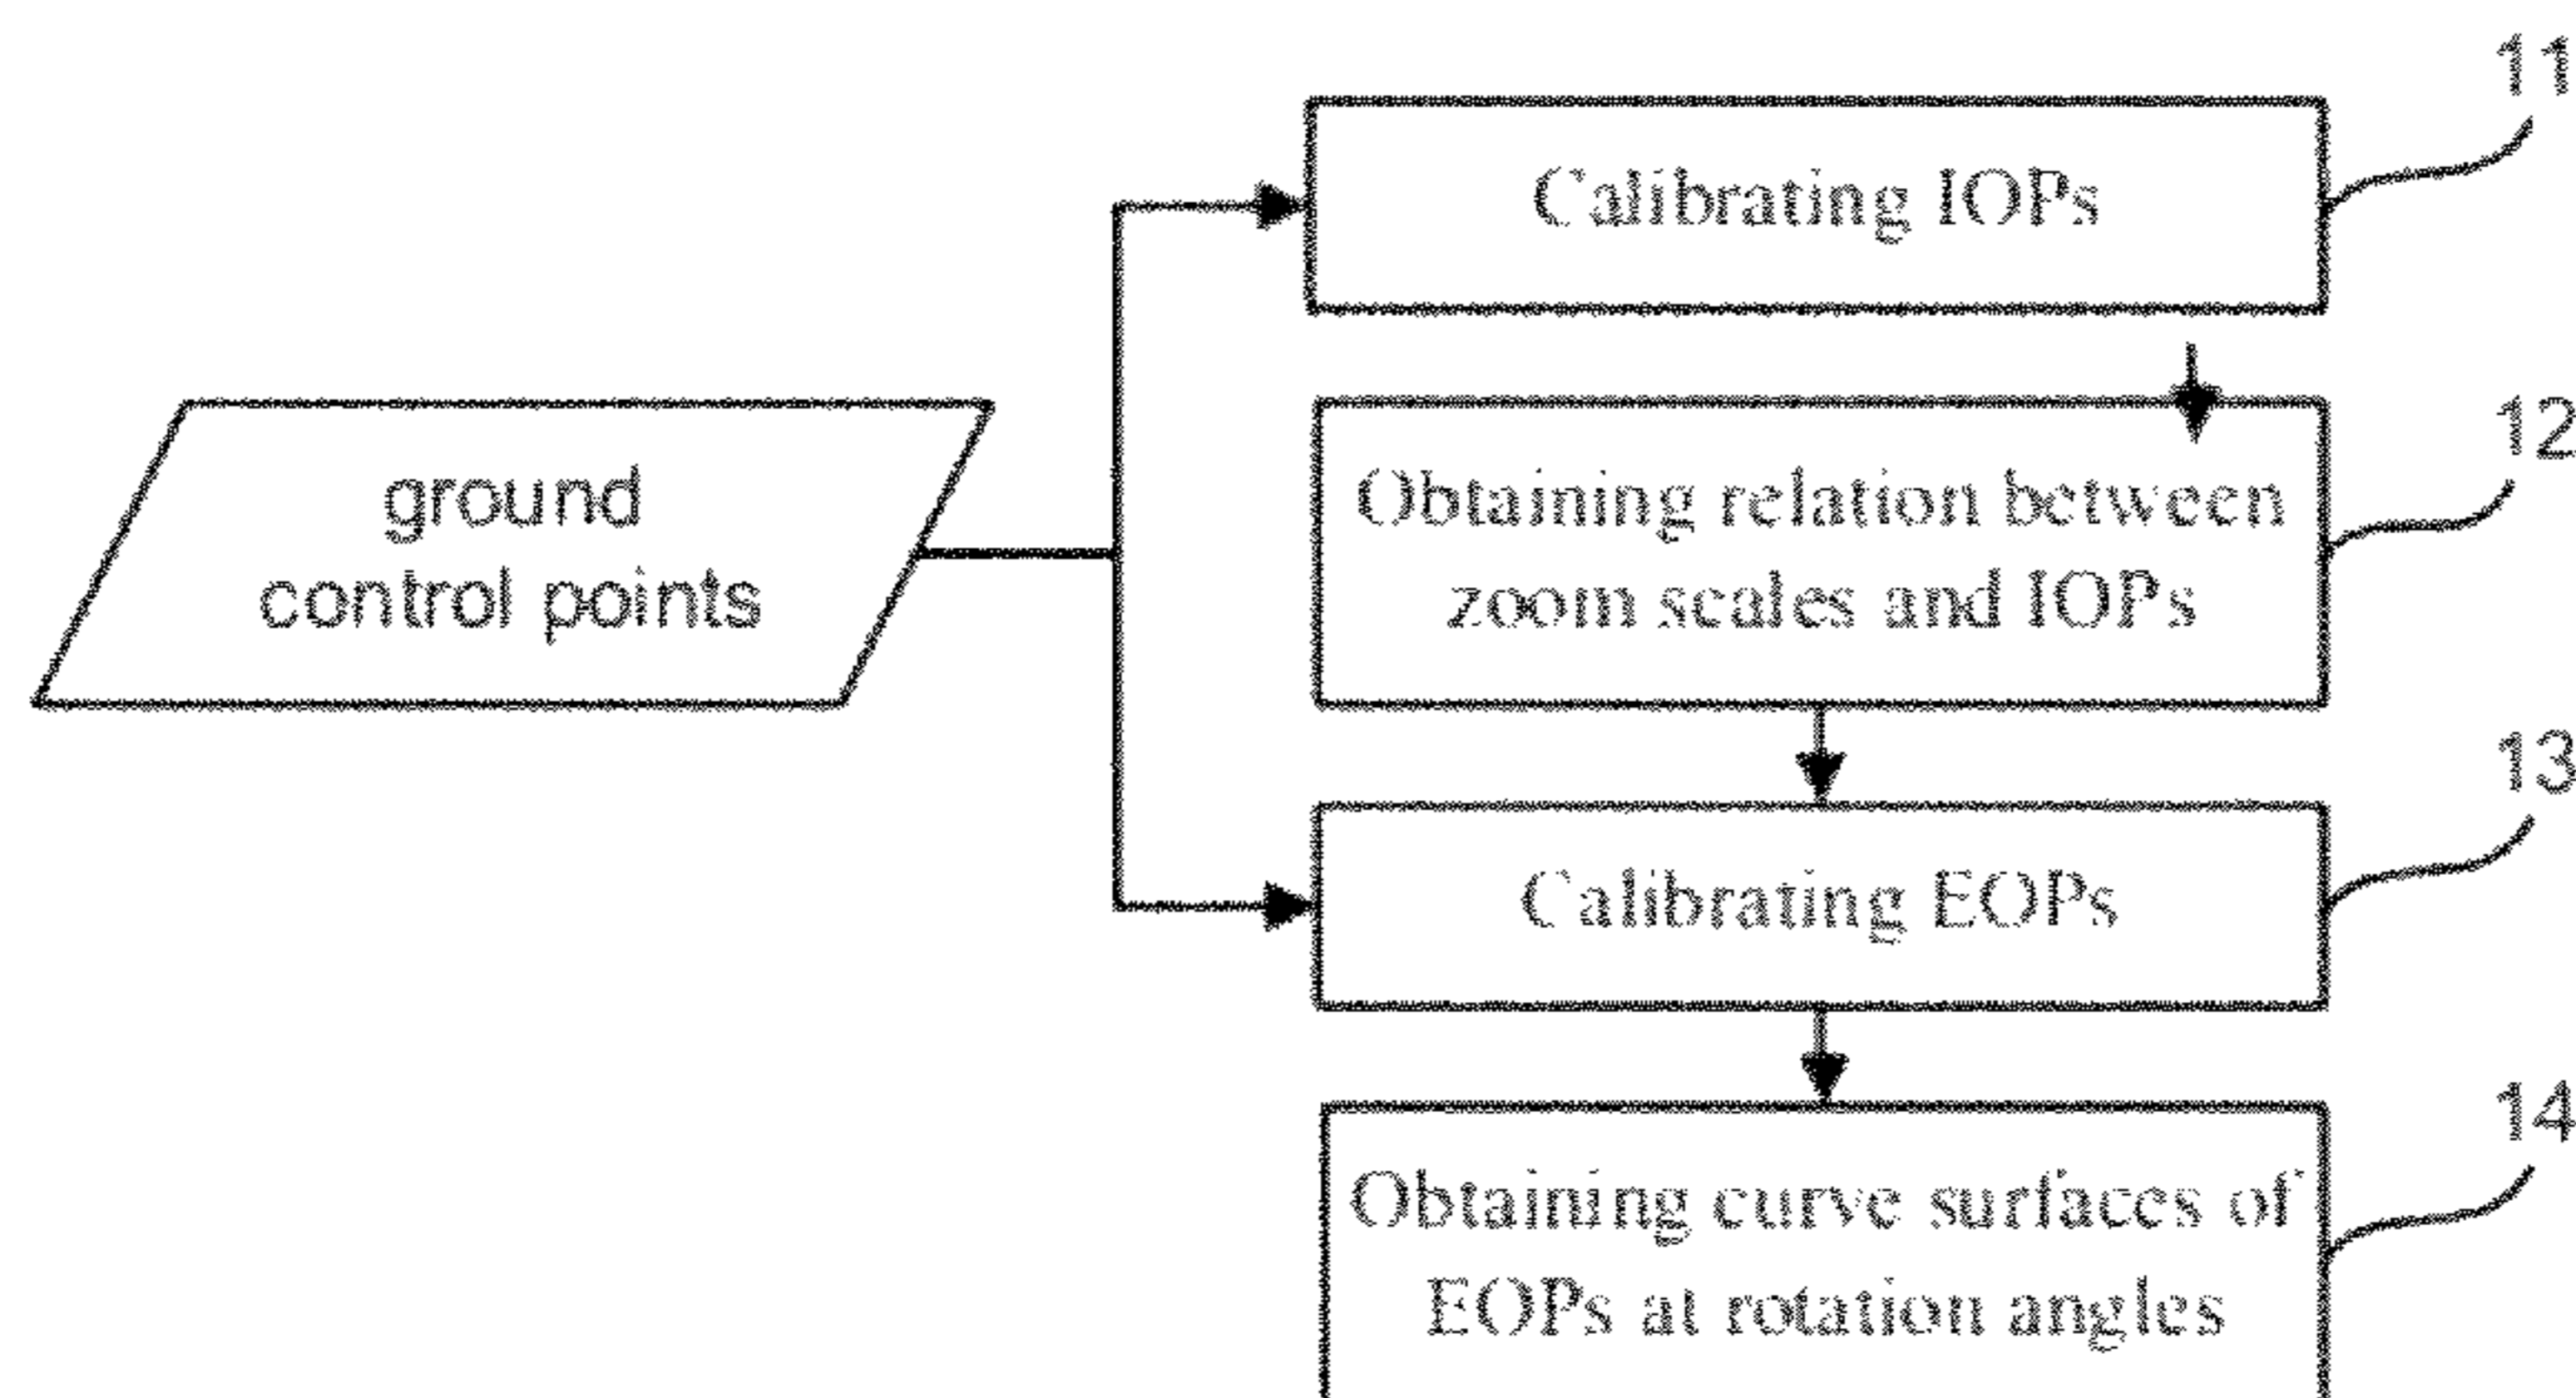 11
Calibrating IOPs
12
ground
control points
Obtaining relation between
zoom scales and IOPs
13
Calibrating EOPs
14
Obtaining curve surfaces of
EOPs at rotation angles